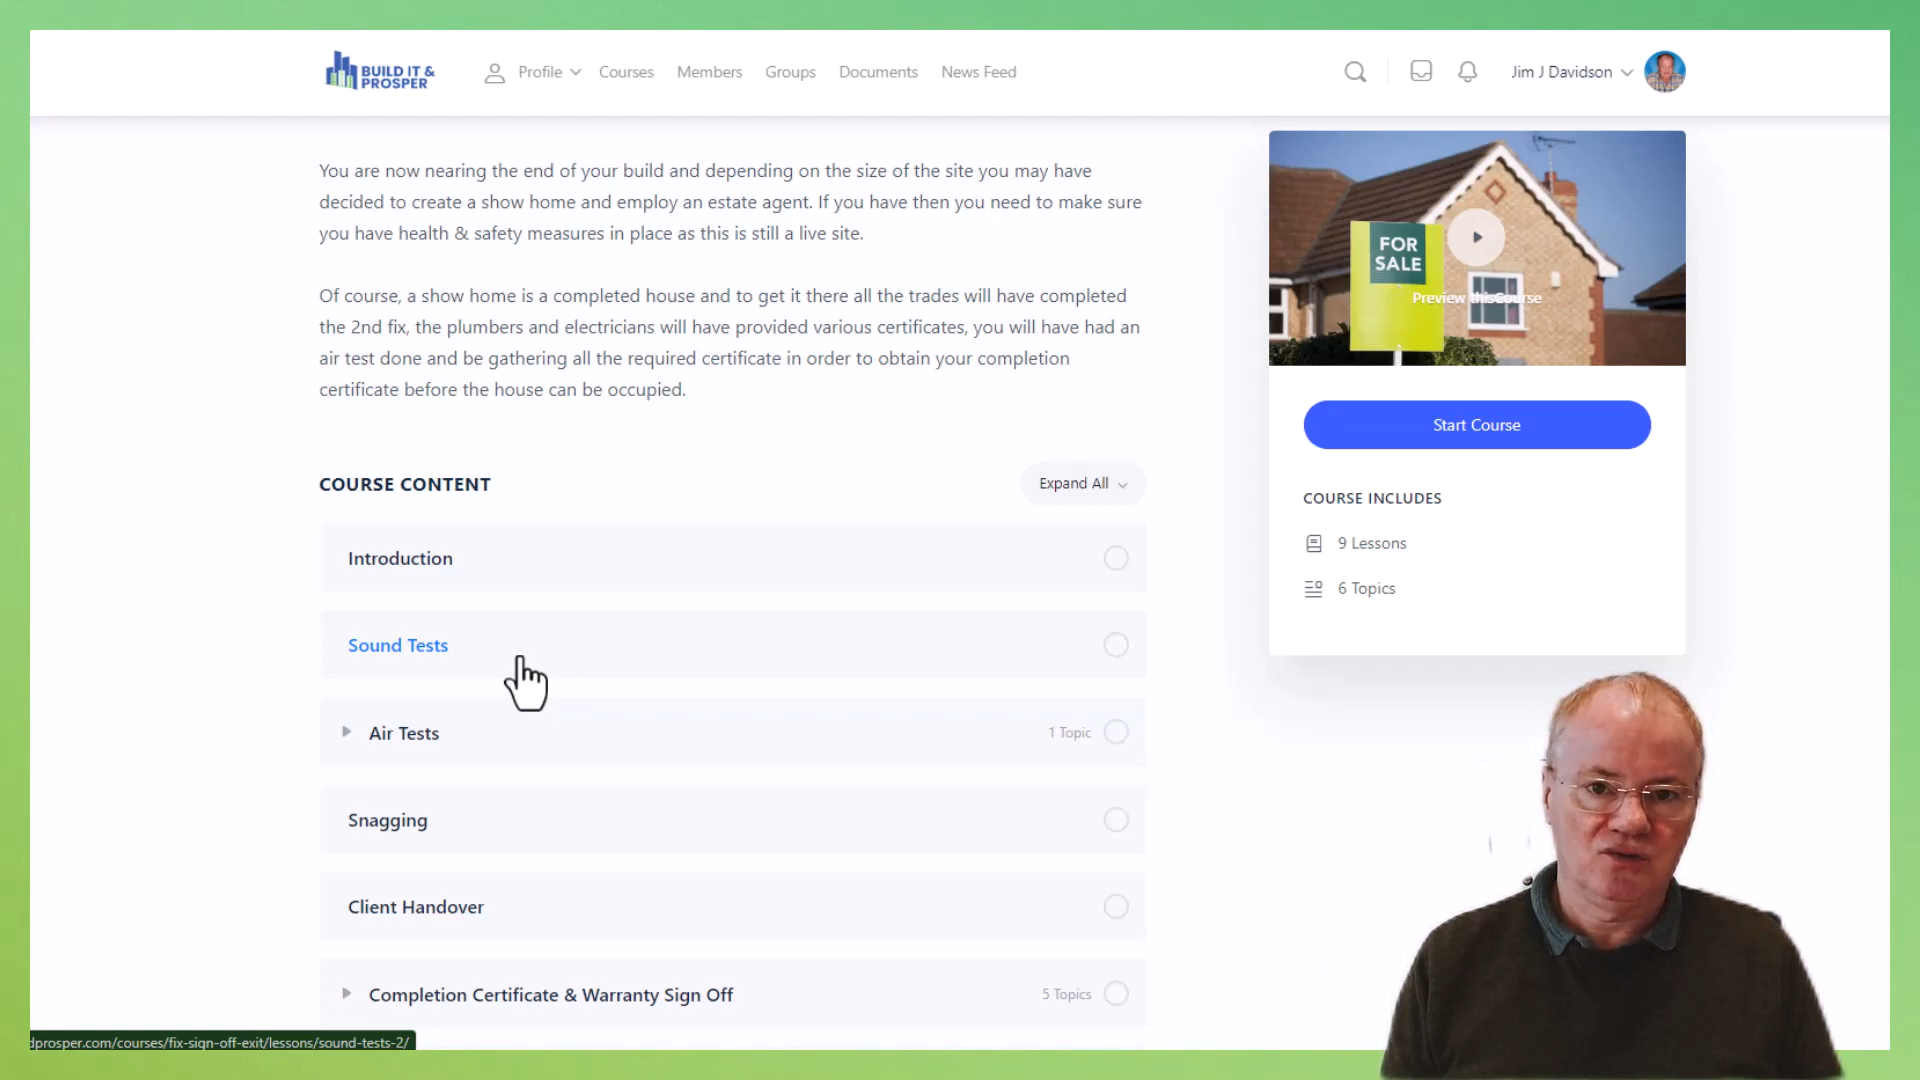 BUILD IT &
PROSPER
Profile
Courses
Members
Groups
Documents
News Feed
Jim J Davidson
You are now nearing the end of your build and depending on the size of the site you may have
decided to create a show home and employ an estate agent. If you have then you need to make sure
you have health & safety measures in place as this is still a live site.
Of course, a show home is a completed house and to get it there all the trades will have completed
the 2nd fix, the plumbers and electricians will have provided various certificates, you will have had an
air test done and be gathering all the required certificate in order to obtain your completion
certificate before the house can be occupied.
FOR
SALE
Preview this Course
Start Course
COURSE INCLUDES
9 Lessons
6 Topics
COURSE CONTENT
Expand All
Introduction
Sound Tests
Air Tests
1 Topic
Snagging
Client Handover
Completion Certificate & Warranty Sign Off
5 Topics
dprosper.com/courses/fix-sign-off-exit/lessons/sound-tests-2/